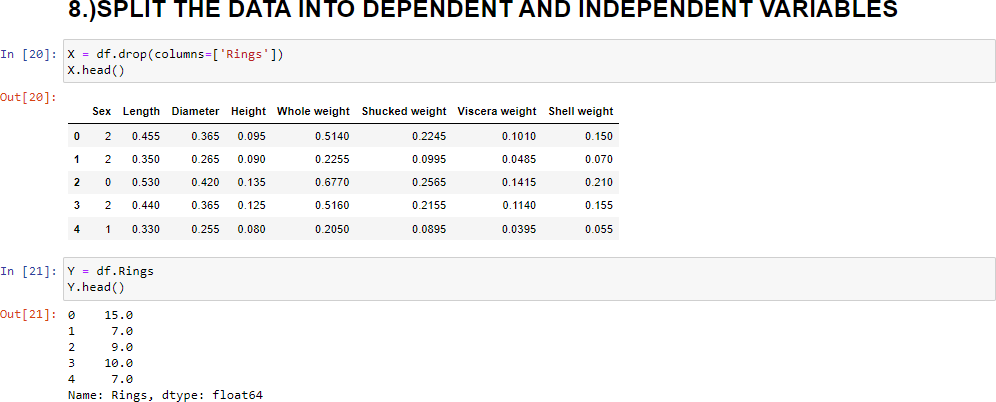 8.)SPLIT THE DATA INTO DEPENDENT AND INDEPENDENT VARIABLES
In [20]: X = df.drop(columns=['Rings'])
X.head()
Out[20]:
Sex Length Diameter Height Whole weight Shucked weight Viscera weight Shell weight
0 2 0.455 0.365 0.095 0.5140 0.2245 0.1010 0.150
1 2 0.350 0.265 0.090 0.2255 0.0995 0.0485 0.070
2 0 0.530 0.420 0.135 0.6770 0.2565 0.1415 0.210
3 2 0.440 0.365 0.125 0.5160 0.2155 0.1140 0.155
4 1 0.330 0.255 0.080 0.2050 0.0895 0.0395 0.055
In [21]: Y = df.Rings
Y.head()
Out[21]: 0 15.0
1 7.0
2 9.0
3 10.0
4 7.0
Name: Rings, dtype: float64